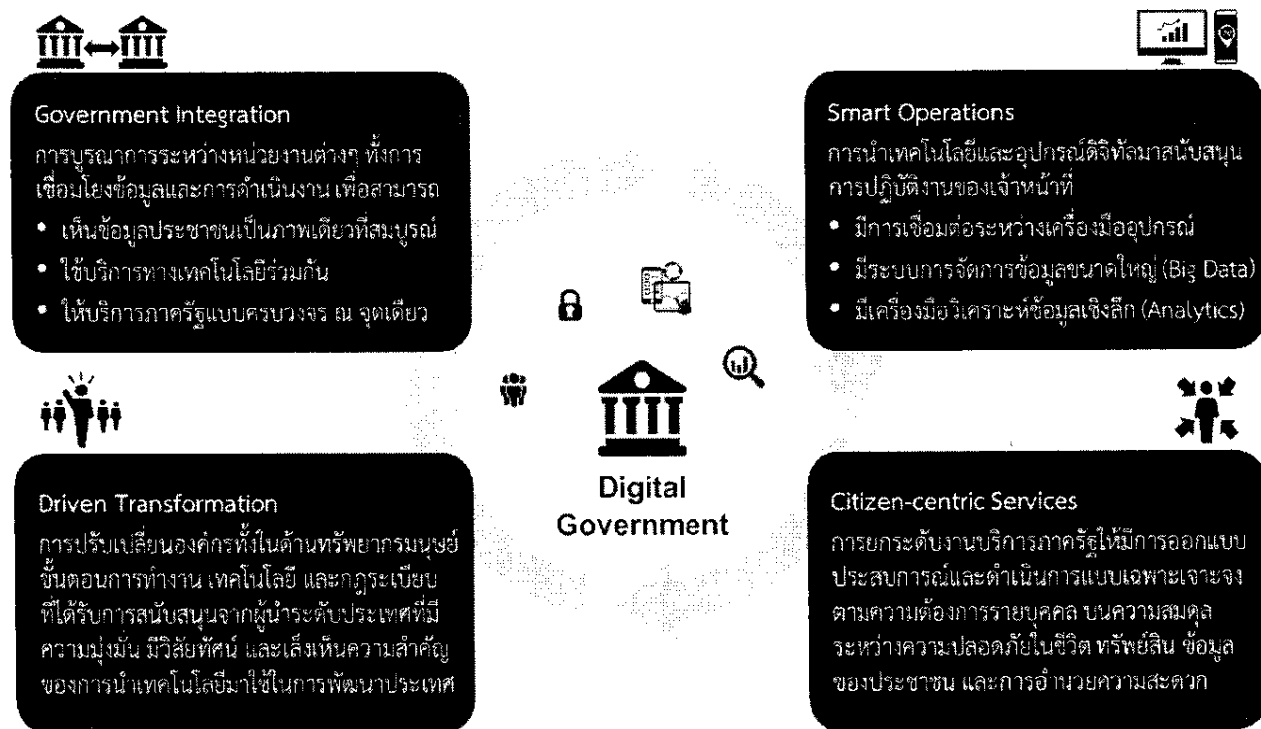 Government Integration
การบูรณาการระหว่างหน่วยงานต่างๆ ทั้งการ
เชื่อมโยงข้อมูลและการดำเนินงาน เพื่อสามารถ
• เห็นข้อมูลประชาชนเป็นภาพเดียวที่สมบูรณ์
• ใช้บริการทางเทคโนโลยีร่วมกัน
• ให้บริการภาครัฐแบบครบวงจร ณ จุดเดียว
Smart Operations
การนำเทคโนโลยีและอุปกรณ์ดิจิทัลมาสนับสนุน
การปฏิบัติงานของเจ้าหน้าที่
• มีการเชื่อมต่อระหว่างเครื่องมืออุปกรณ์
• มีระบบการจัดการข้อมูลขนาดใหญ่ (Big Data)
• มีเครื่องมือวิเคราะห์ข้อมูลเชิงลึก (Analytics)
Digital
Government
Driven Transformation
การปรับเปลี่ยนองค์กรทั้งในด้านทรัพยากรมนุษย์
ขั้นตอนการทำงาน เทคโนโลยี และกฎระเบียบ
ที่ได้รับการสนับสนุนจากผู้นำระดับประเทศที่มี
ความมุ่งมั่น มีวิสัยทัศน์ และเล็งเห็นความสำคัญ
ของการนำเทคโนโลยีมาใช้ในการพัฒนาประเทศ
Citizen-centric Services
การยกระดับงานบริการภาครัฐให้มีการออกแบบ
ประสบการณ์และดำเนินการแบบเฉพาะเจาะจง
ตามความต้องการรายบุคคล บนความสมดุล
ระหว่างความปลอดภัยในชีวิต ทรัพย์สิน ข้อมูล
ของประชาชน และการอำนวยความสะดวก